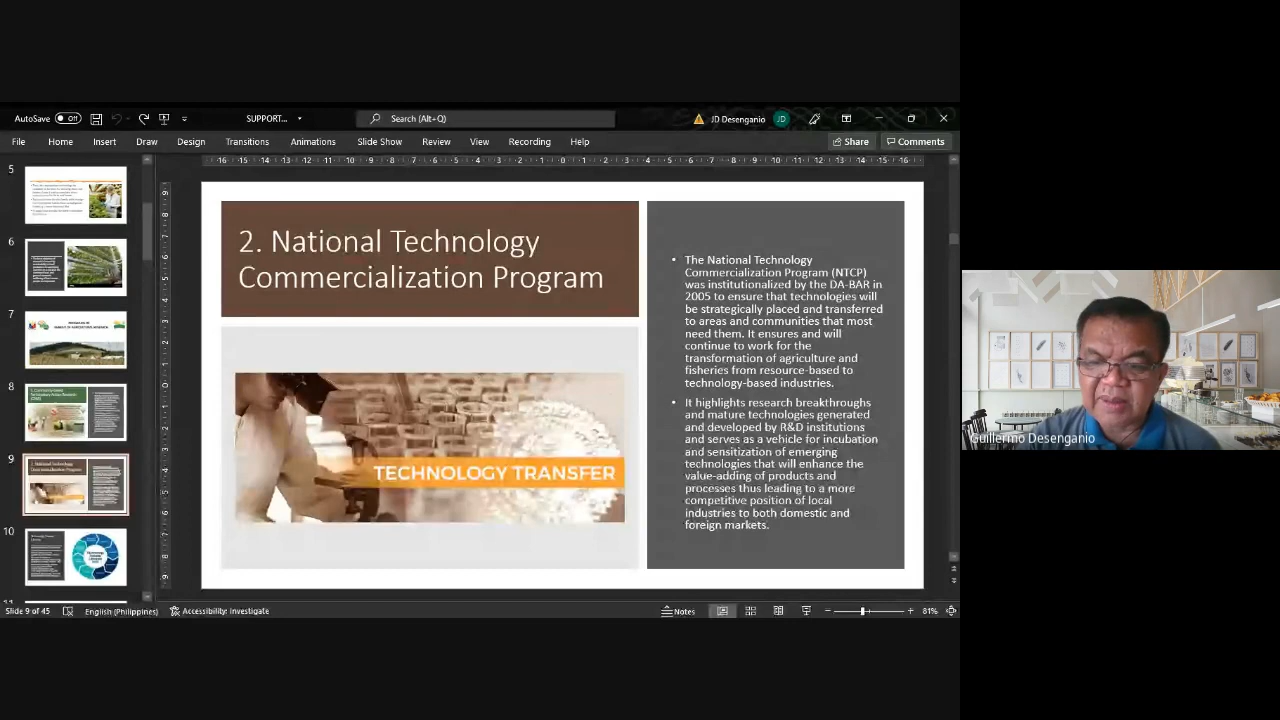 AutoSave
Off
SUPPORT...
Search (Alt+Q)
JD Desenganio
JD
File
Home
Insert
Draw
Design
Transitions
Animations
Slide Show
Review
View
Recording
Help
Share
Comments
5
6
7
8
9
10
2. National Technology
Commercialization Program
TECHNOLOGY TRANSFER
• The National Technology
Commercialization Program (NTCP)
was institutionalized by the DA-BAR in
2005 to ensure that technologies will
be strategically placed and transferred
to areas and communities that most
need them. It ensures and will
continue to work for the
transformation of agriculture and
fisheries from resource-based to
technology-based industries.
• It highlights research breakthroughs
and mature technologies generated
and developed by R&D institutions
and serves as a vehicle for incubation
and sensitization of emerging
technologies that will enhance the
value-adding of products and
processes thus leading to a more
competitive position of local
industries to both domestic and
foreign markets.
Guillermo Desenganio
Slide 9 of 45
English (Philippines)
Accessibility: Investigate
Notes
81%